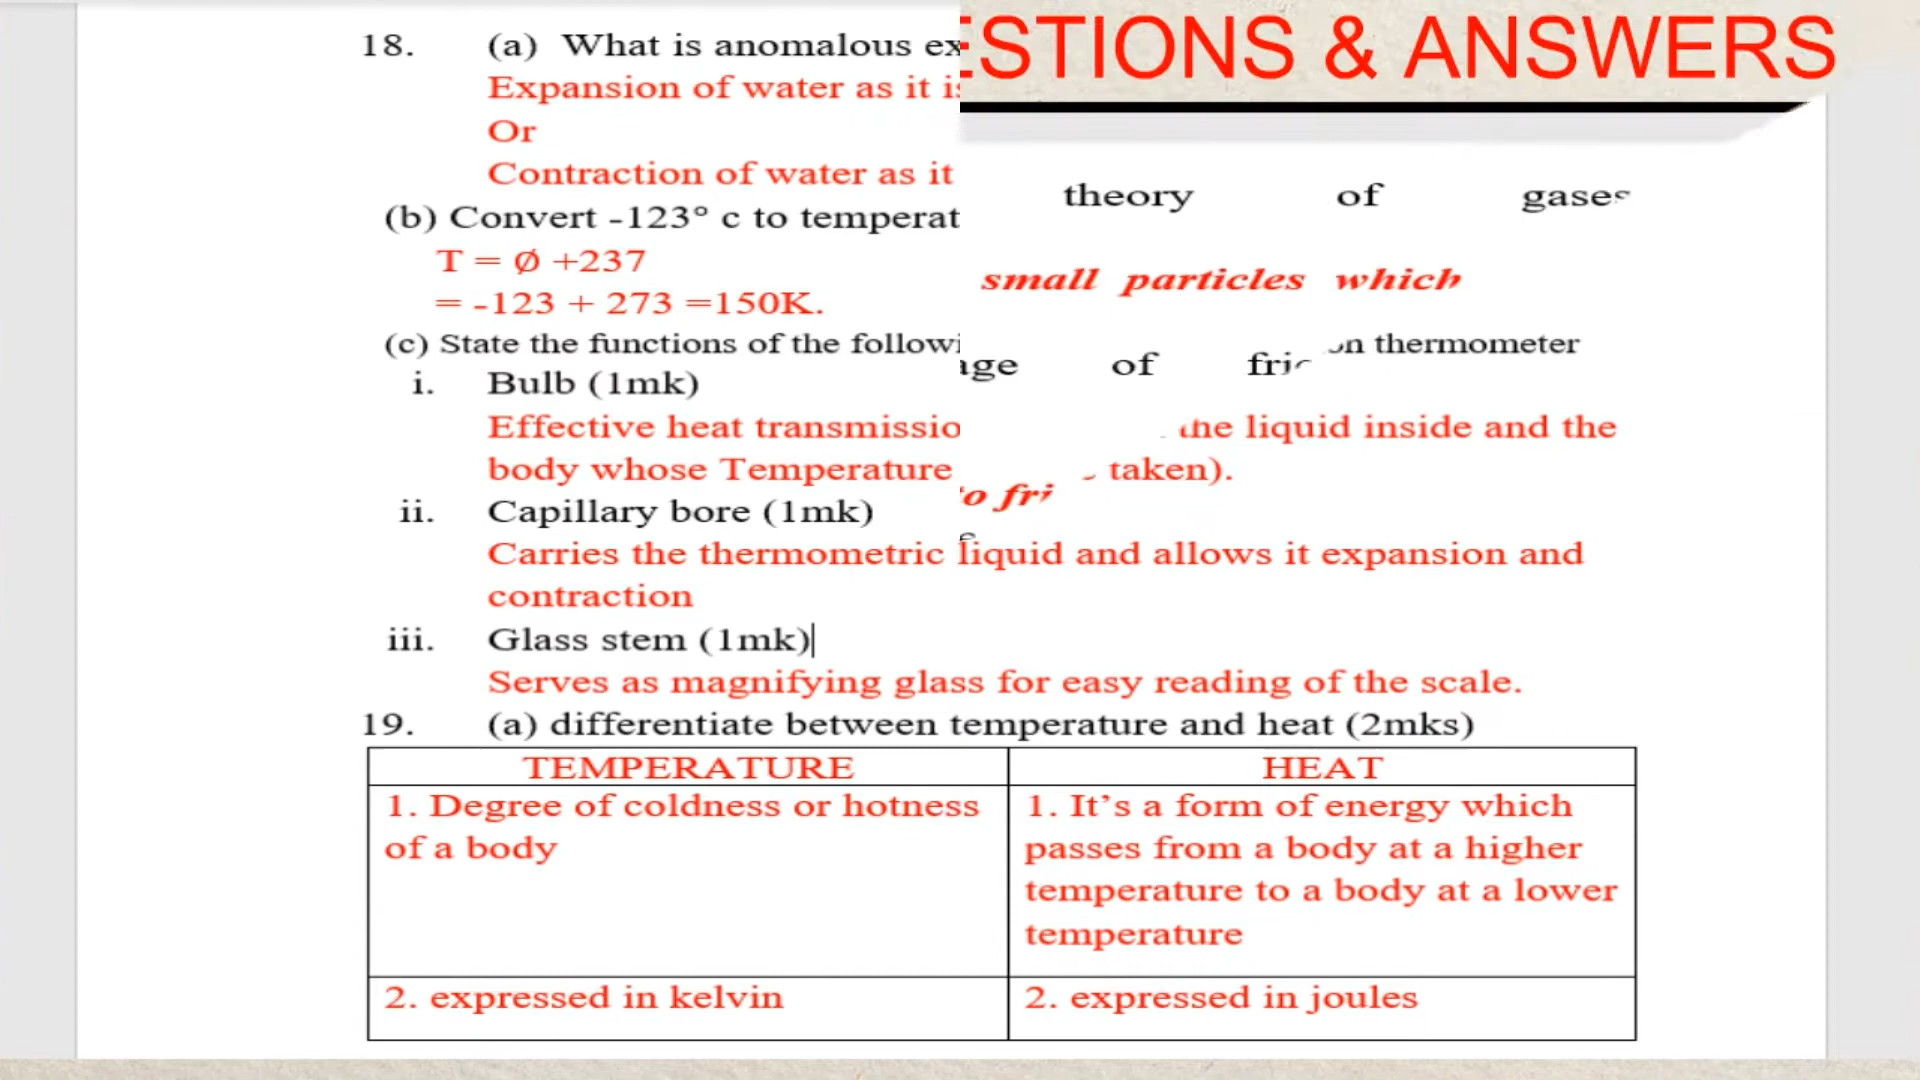 ESTIONS & ANSWERS
18. (a) What is anomalous
Expansion of water as it
Or
Contraction of water as it
theory of gases
(b) Convert -123° c to
T = Ø +237
small particles which
= -123 + 273 =150K.
(c) State the functions of the on thermometer
of
i. Bulb (1mk)
Effective heat the liquid inside and the
body whose Temperature taken).
ii. Capillary bore (1mk)
Carries the thermometric liquid and allows it expansion and
contraction
iii. Glass stem (1mk)
Serves as magnifying glass for easy reading of the scale.
19. (a) differentiate between temperature and heat (2mks)
TEMPERATURE HEAT
1. Degree of coldness or hotness
of a body
1. It’s a form of energy which
passes from a body at a higher
temperature to a body at a lower
temperature
2. expressed in kelvin
2. expressed in joules